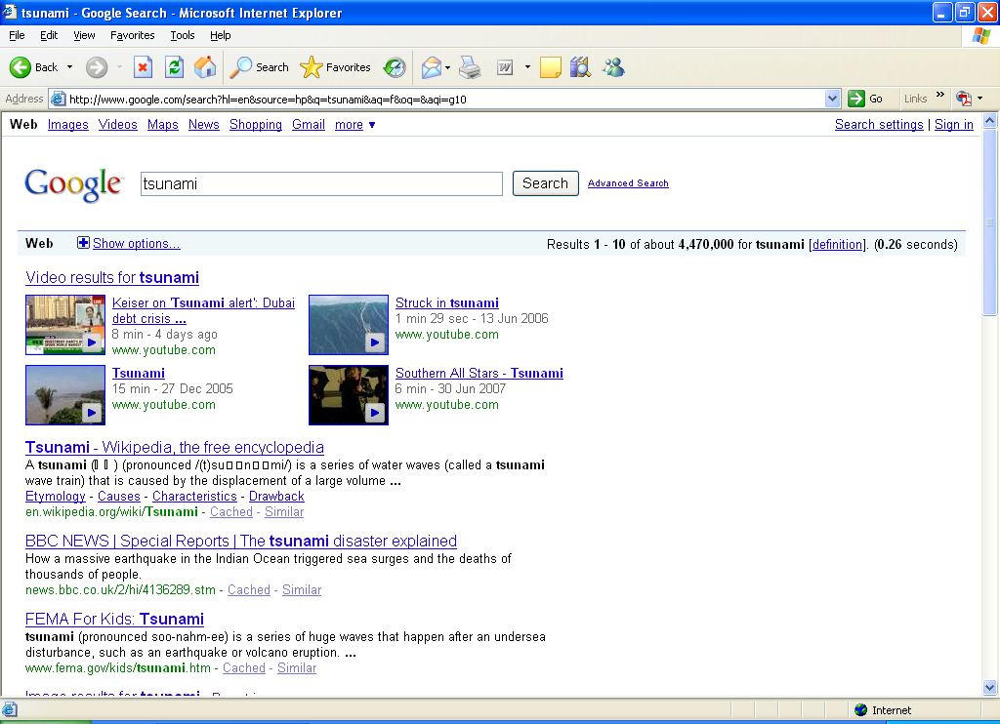 tsunami - Google Search - Microsoft Internet Explorer
File Edit View Favorites Tools Help
Back Search Favorites
Address http://www.google.com/search?hl=en&source=hp&q=tsunami&aq=f&oq=&aqi=g10 Go Links »
Web Images Videos Maps News Shopping Gmail more ▼ Search settings | Sign in
Google tsunami Search Advanced Search
Web Show options... Results 1 - 10 of about 4,470,000 for tsunami [definition]. (0.26 seconds)
Video results for tsunami
Keiser on 'Tsunami alert': Dubai
debt crisis ...
8 min - 4 days ago
www.youtube.com
Struck in tsunami
1 min 29 sec - 13 Jun 2006
www.youtube.com
Tsunami
15 min - 27 Dec 2005
www.youtube.com
Southern All Stars - Tsunami
6 min - 30 Jun 2007
www.youtube.com
Tsunami - Wikipedia, the free encyclopedia
A tsunami (▯▯) (pronounced /(t)su▯▯n▯▯mi/) is a series of water waves (called a tsunami
wave train) that is caused by the displacement of a large volume ...
Etymology - Causes - Characteristics - Drawback
en.wikipedia.org/wiki/Tsunami - Cached - Similar
BBC NEWS | Special Reports | The tsunami disaster explained
How a massive earthquake in the Indian Ocean triggered sea surges and the deaths of
thousands of people.
news.bbc.co.uk/2/hi/4136289.stm - Cached - Similar
FEMA For Kids: Tsunami
tsunami (pronounced soo-nahm-ee) is a series of huge waves that happen after an undersea
disturbance, such as an earthquake or volcano eruption. ...
www.fema.gov/kids/tsunami.htm - Cached - Similar
Image results for tsunami
Internet